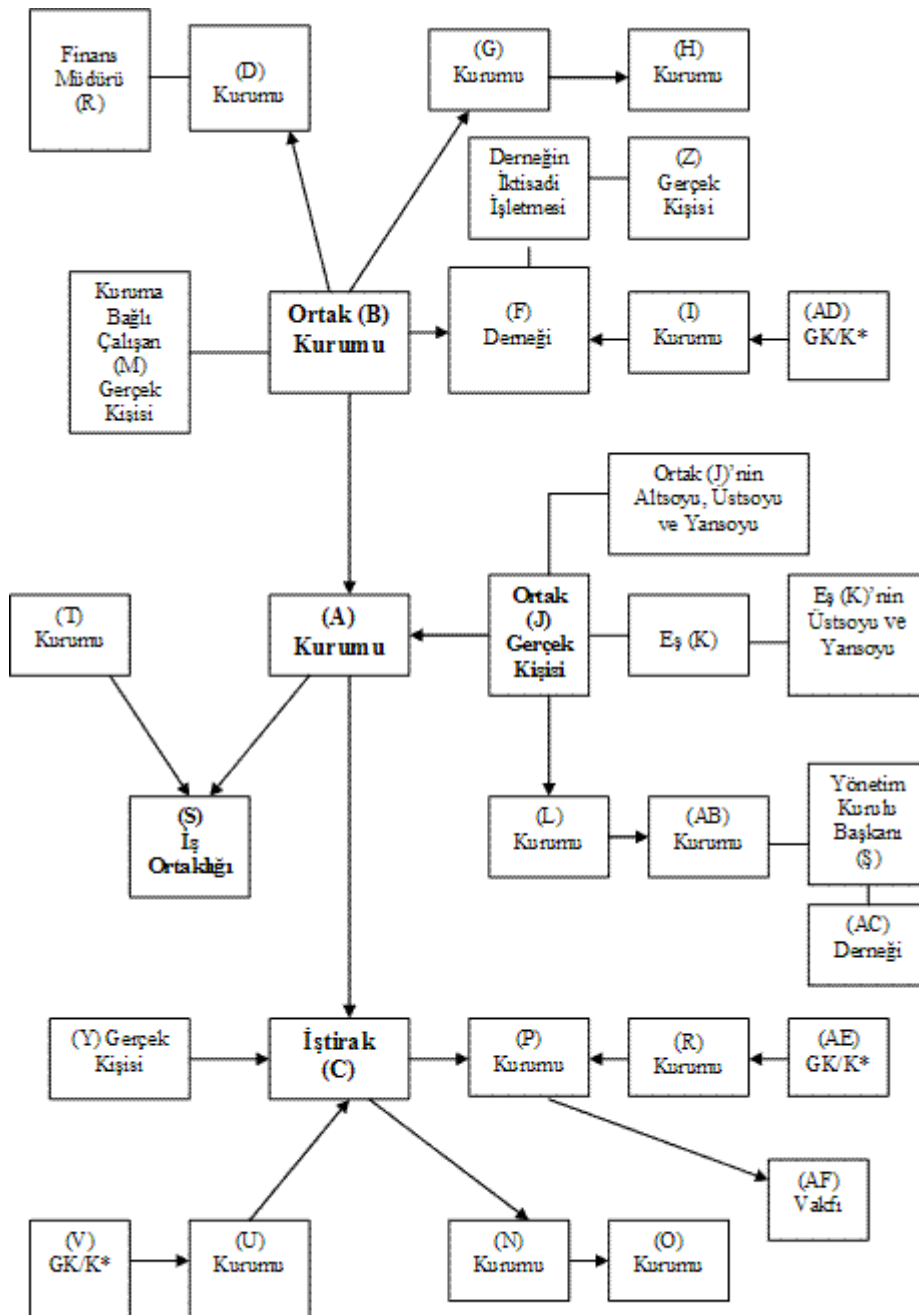 Finans
Müdürü
(R)
(D)
Kurumu
(G)
Kurumu
(H)
Kurumu
Derneğin
İktisadi
İşletmesi
(Z)
Gerçek
Kişisi
Kuruma
Bağlı
Çalışan
(M)
Gerçek
Kişisi
Ortak (B)
Kurumu
(F)
Derneği
(I)
Kurumu
(AD)
GK/K*
Ortak (J)'nin
Altsoyu, Üstsoyu
ve Yansoyu
(T)
Kurumu
(A)
Kurumu
Ortak
(J)
Gerçek
Kişisi
Eş (K)
Eş (K)'nin
Üstsoyu ve
Yansoyu
(S)
İş
Ortaklığı
(L)
Kurumu
(AB)
Kurumu
Yönetim
Kurulu
Başkanı
(Ş)
(AC)
Derneği
(Y) Gerçek
Kişisi
İştirak
(C)
(P)
Kurumu
(R)
Kurumu
(AE)
GK/K*
(AF)
Vakfı
(V)
GK/K*
(U)
Kurumu
(N)
Kurumu
(O)
Kurumu